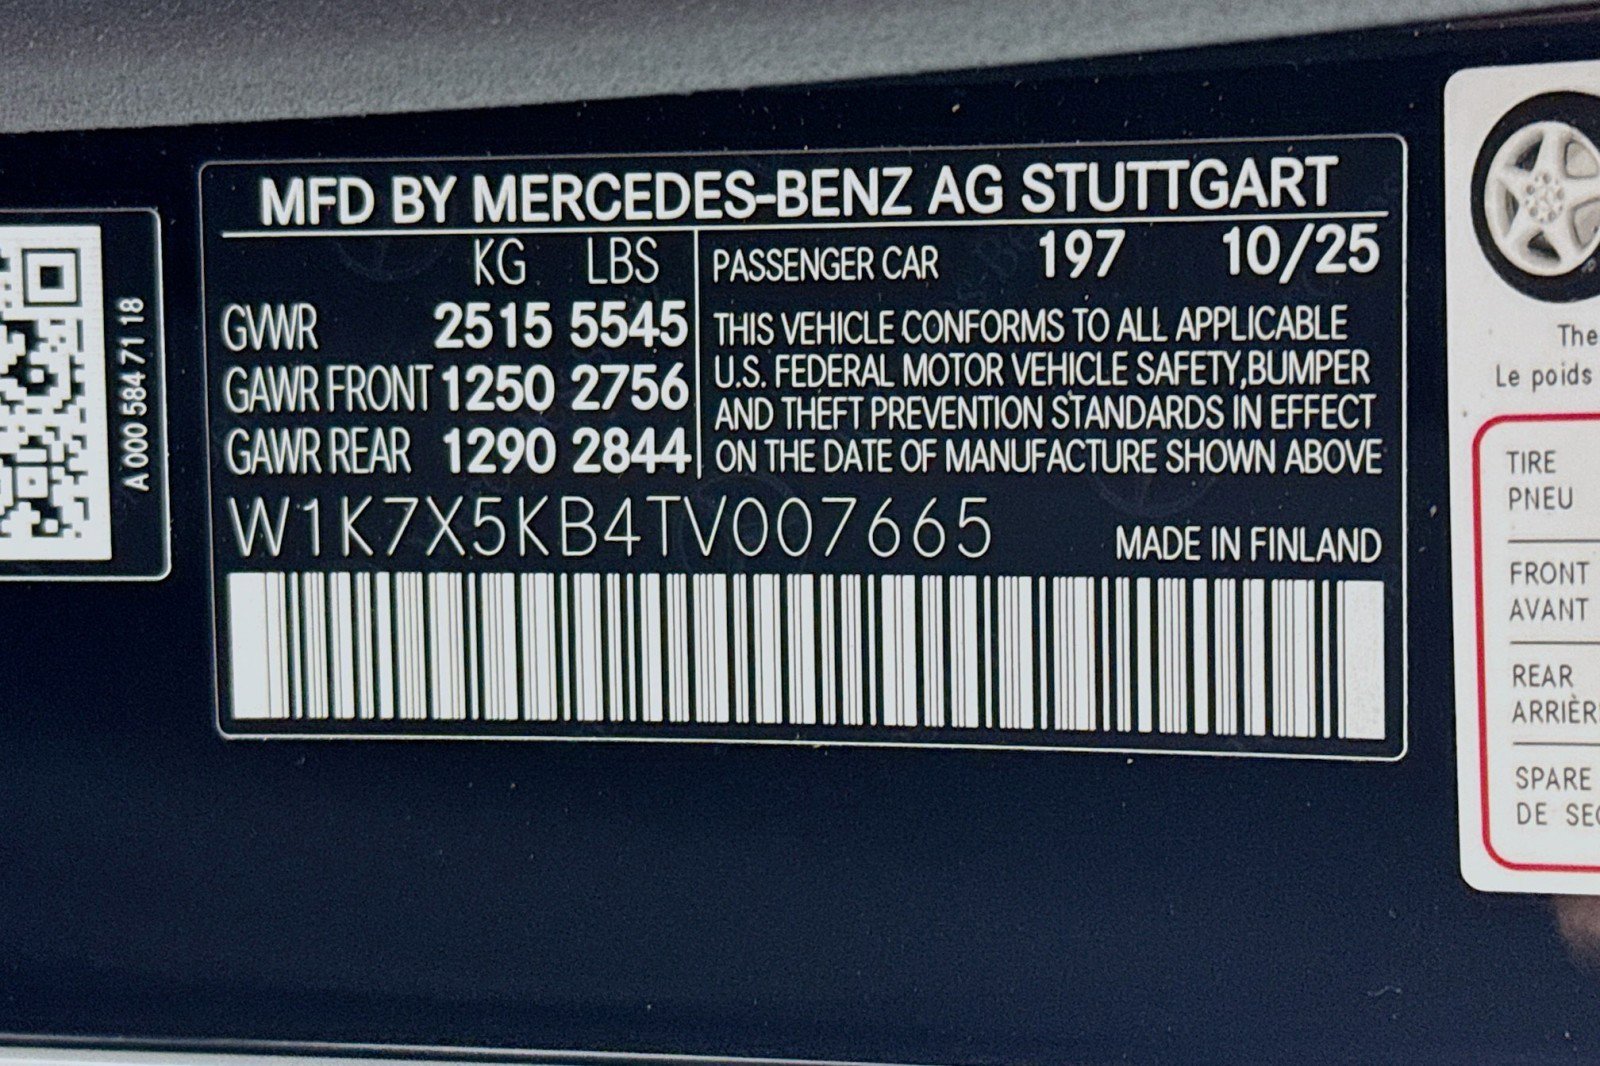 A 000 584 71 18
MFD BY MERCEDES-BENZ AG STUTTGART
KG LBS
GVWR 2515 5545
GAWR FRONT 1250 2756
GAWR REAR 1290 2844
PASSENGER CAR 197 10/25
THIS VEHICLE CONFORMS TO ALL APPLICABLE
U.S. FEDERAL MOTOR VEHICLE SAFETY,BUMPER
AND THEFT PREVENTION STANDARDS IN EFFECT
ON THE DATE OF MANUFACTURE SHOWN ABOVE
W1K7X5KB4TV007665
MADE IN FINLAND
The
Le poids
TIRE
PNEU
FRONT
AVANT
REAR
SPARE
DE